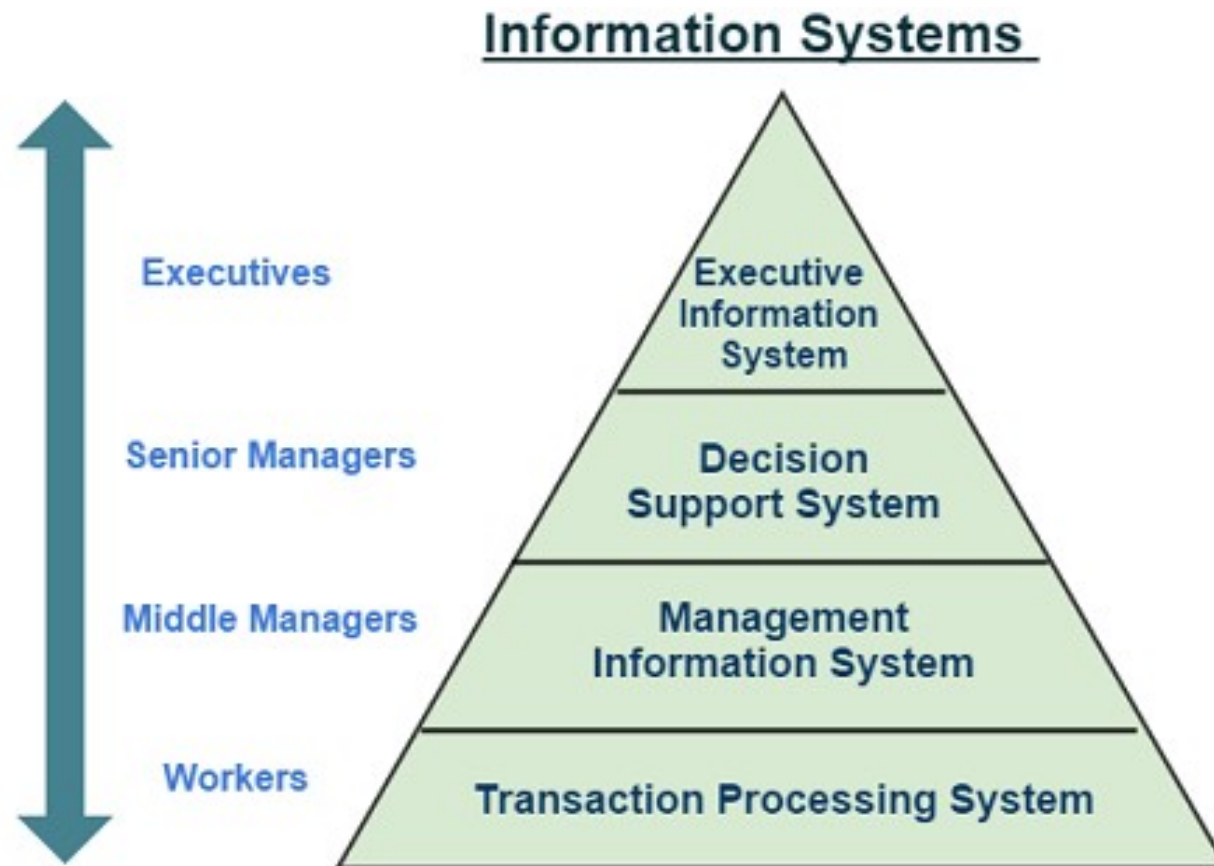 Information Systems
Executives
Executive
Information
System
Senior Managers
Decision
Support System
Middle Managers
Management
Information System
Workers
Transaction Processing System